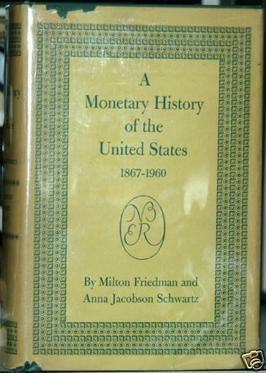 A
Monetary History
of the
United States
1867-1960
NBER
By Milton Friedman and
Anna Jacobson Schwartz